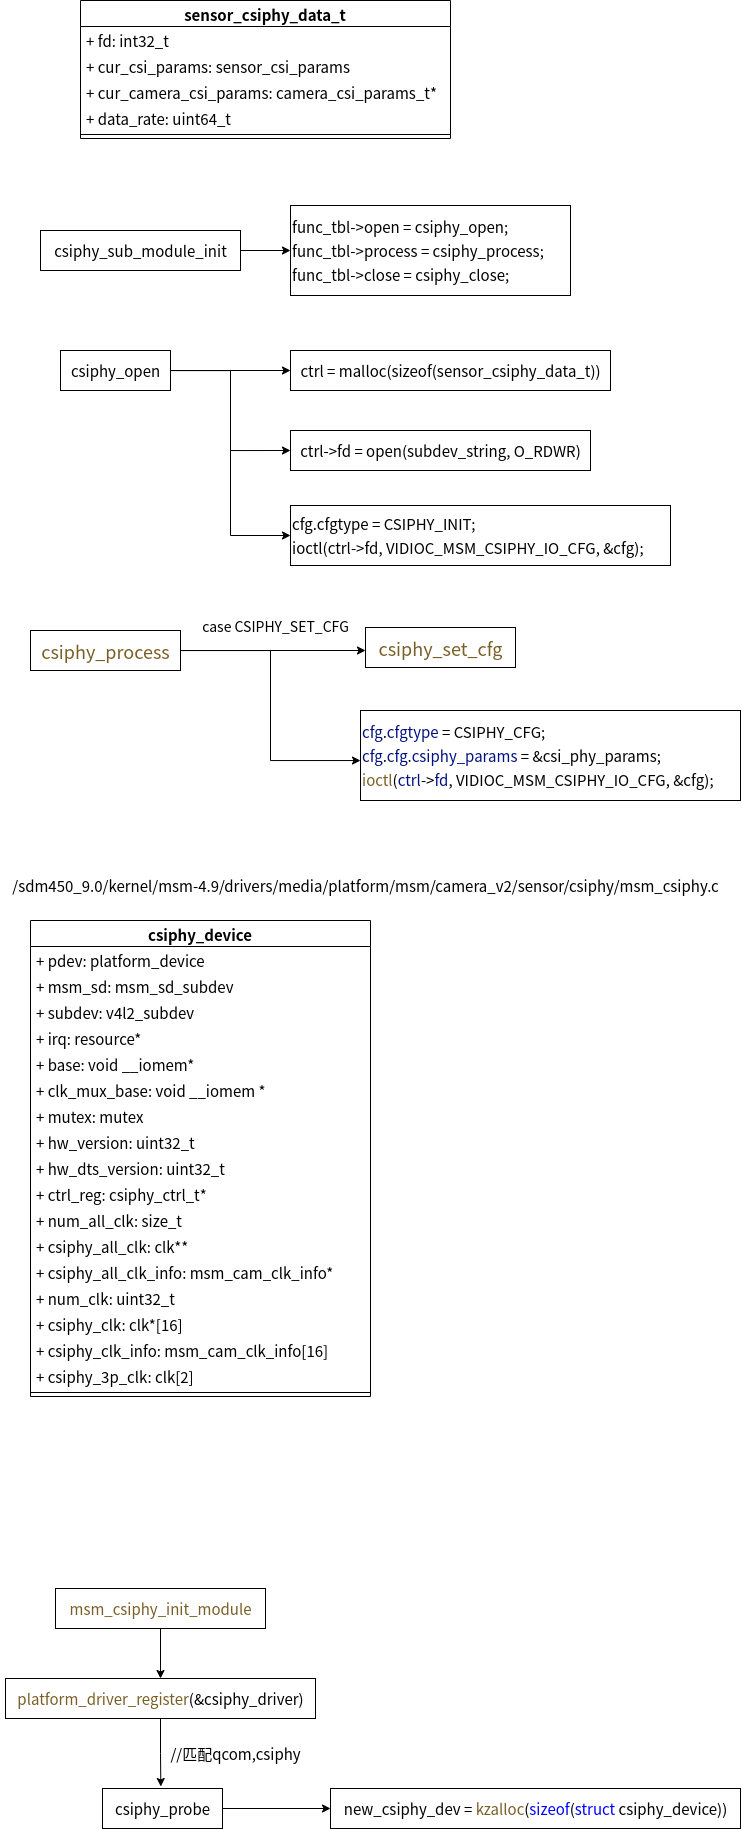 sensor_csiphy_data_t
+ fd: int32_t
+ cur_csi_params: sensor_csi_params
+ cur_camera_csi_params: camera_csi_params_t*
+ data_rate: uint64_t
csiphy_sub_module_init
func_tbl->open = csiphy_open;
func_tbl->process = csiphy_process;
func_tbl->close = csiphy_close;
csiphy_open
ctrl = malloc(sizeof(sensor_csiphy_data_t))
ctrl->fd = open(subdev_string, O_RDWR)
cfg.cfgtype = CSIPHY_INIT;
ioctl(ctrl->fd, VIDIOC_MSM_CSIPHY_IO_CFG, &cfg);
csiphy_process
case CSIPHY_SET_CFG
csiphy_set_cfg
cfg.cfgtype = CSIPHY_CFG;
cfg.cfg.csiphy_params = &csi_phy_params;
ioctl(ctrl->fd, VIDIOC_MSM_CSIPHY_IO_CFG, &cfg);
/sdm450_9.0/kernel/msm-4.9/drivers/media/platform/msm/camera_v2/sensor/csiphy/msm_csiphy.c
csiphy_device
+ pdev: platform_device
+ msm_sd: msm_sd_subdev
+ subdev: v4l2_subdev
+ irq: resource*
+ base: void __iomem*
+ clk_mux_base: void __iomem *
+ mutex: mutex
+ hw_version: uint32_t
+ hw_dts_version: uint32_t
+ ctrl_reg: csiphy_ctrl_t*
+ num_all_clk: size_t
+ csiphy_all_clk: clk**
+ csiphy_all_clk_info: msm_cam_clk_info*
+ num_clk: uint32_t
+ csiphy_clk: clk*[16]
+ csiphy_clk_info: msm_cam_clk_info[16]
+ csiphy_3p_clk: clk[2]
msm_csiphy_init_module
platform_driver_register(&csiphy_driver)
//匹配qcom,csiphy
csiphy_probe
new_csiphy_dev = kzalloc(sizeof(struct csiphy_device))